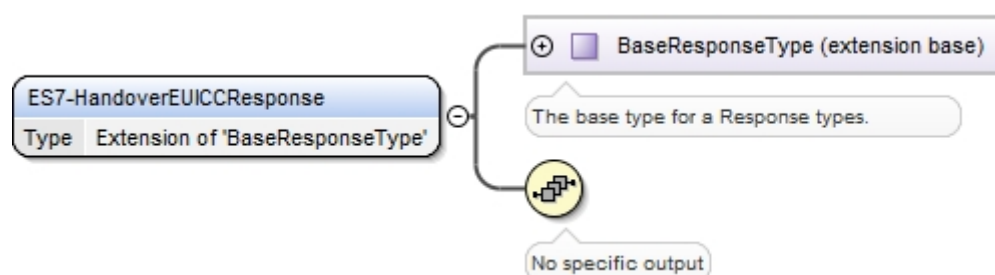 BaseResponseType (extension base)
ES7-HandoverEUICCResponse
Type Extension of 'BaseResponseType'
The base type for a Response types.
No specific output